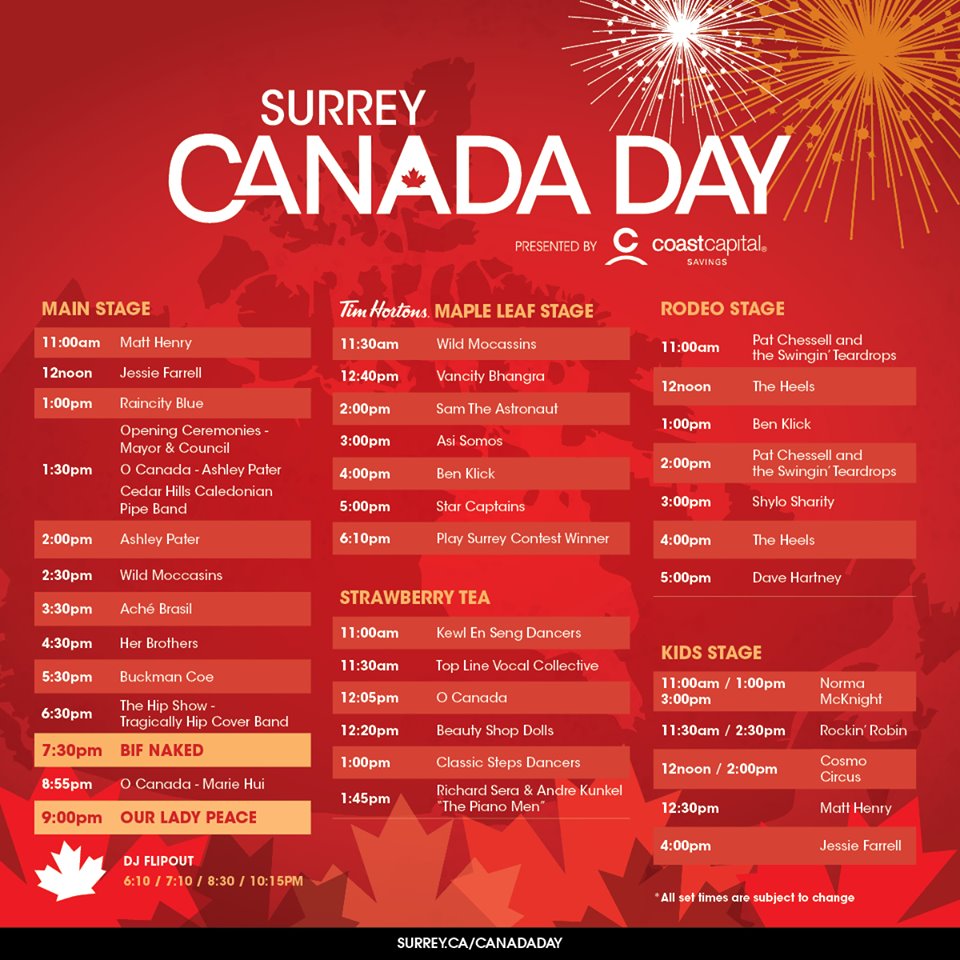 SURREY
CANADA DAY
PRESENTED BY coastcapital®
SAVINGS
MAIN STAGE
11:00am Matt Henry
12noon Jessie Farrell
1:00pm Raincity Blue
Opening Ceremonies -
Mayor & Council
1:30pm O Canada - Ashley Pater
Cedar Hills Caledonian
Pipe Band
2:00pm Ashley Pater
2:30pm Wild Moccasins
3:30pm Aché Brasil
4:30pm Her Brothers
5:30pm Buckman Coe
6:30pm The Hip Show -
Tragically Hip Cover Band
7:30pm BIF NAKED
8:55pm O Canada - Marie Hui
9:00pm OUR LADY PEACE
DJ FLIPOUT
6:10 / 7:10 / 8:30 / 10:15PM
Tim Hortons. MAPLE LEAF STAGE
11:30am Wild Mocassins
12:40pm Vancity Bhangra
2:00pm Sam The Astronaut
3:00pm Asi Somos
4:00pm Ben Klick
5:00pm Star Captains
6:10pm Play Surrey Contest Winner
STRAWBERRY TEA
11:00am Kewl En Seng Dancers
11:30am Top Line Vocal Collective
12:05pm O Canada
12:20pm Beauty Shop Dolls
1:00pm Classic Steps Dancers
1:45pm Richard Sera & Andre Kunkel
"The Piano Men"
RODEO STAGE
11:00am Pat Chessell and
the Swingin' Teardrops
12noon The Heels
1:00pm Ben Klick
2:00pm Pat Chessell and
the Swingin' Teardrops
3:00pm Shylo Sharity
4:00pm The Heels
5:00pm Dave Hartney
KIDS STAGE
11:00am / 1:00pm Norma
3:00pm McKnight
11:30am / 2:30pm Rockin' Robin
12noon / 2:00pm Cosmo
Circus
12:30pm Matt Henry
4:00pm Jessie Farrell
*All set times are subject to change
SURREY.CA/CANADADAY